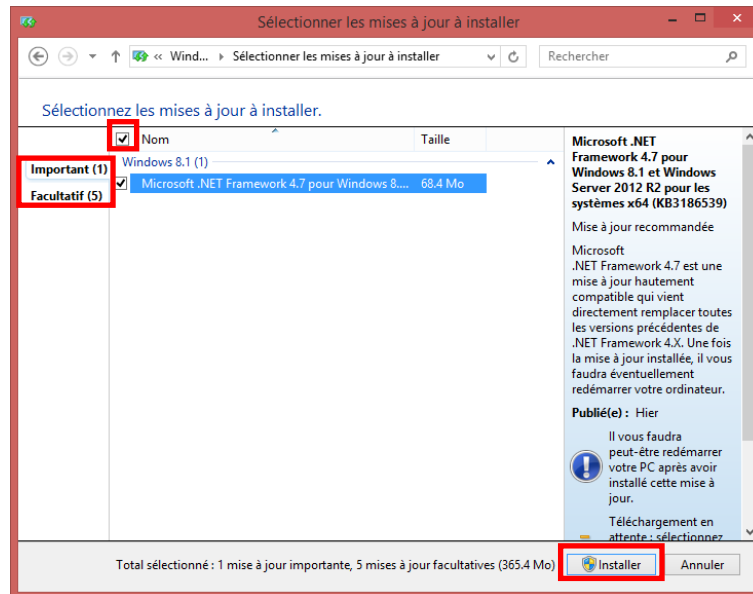 Sélectionner les mises à jour à installer
« Wind... Sélectionner les mises à jour à installer
Rechercher
Sélectionnez les mises à jour à installer.
Nom
Taille
Important (1)
Facultatif (5)
Windows 8.1 (1)
Microsoft .NET Framework 4.7 pour Windows 8.... 68.4 Mo
Microsoft .NET
Framework 4.7 pour
Windows 8.1 et Windows
Server 2012 R2 pour les
systèmes x64 (KB3186539)
Mise à jour recommandée
Microsoft
.NET Framework 4.7 est une
mise à jour hautement
compatible qui vient
directement remplacer toutes
les versions précédentes de
.NET Framework 4.X. Une fois
la mise à jour installée, il vous
faudra éventuellement
redémarrer votre ordinateur.
Publié(e) : Hier
Il vous faudra
peut-être redémarrer
votre PC après avoir
installé cette mise à
jour.
Téléchargement en
attente : sélectionnez
Total sélectionné : 1 mise à jour importante, 5 mises à jour facultatives (365.4 Mo)
Installer
Annuler